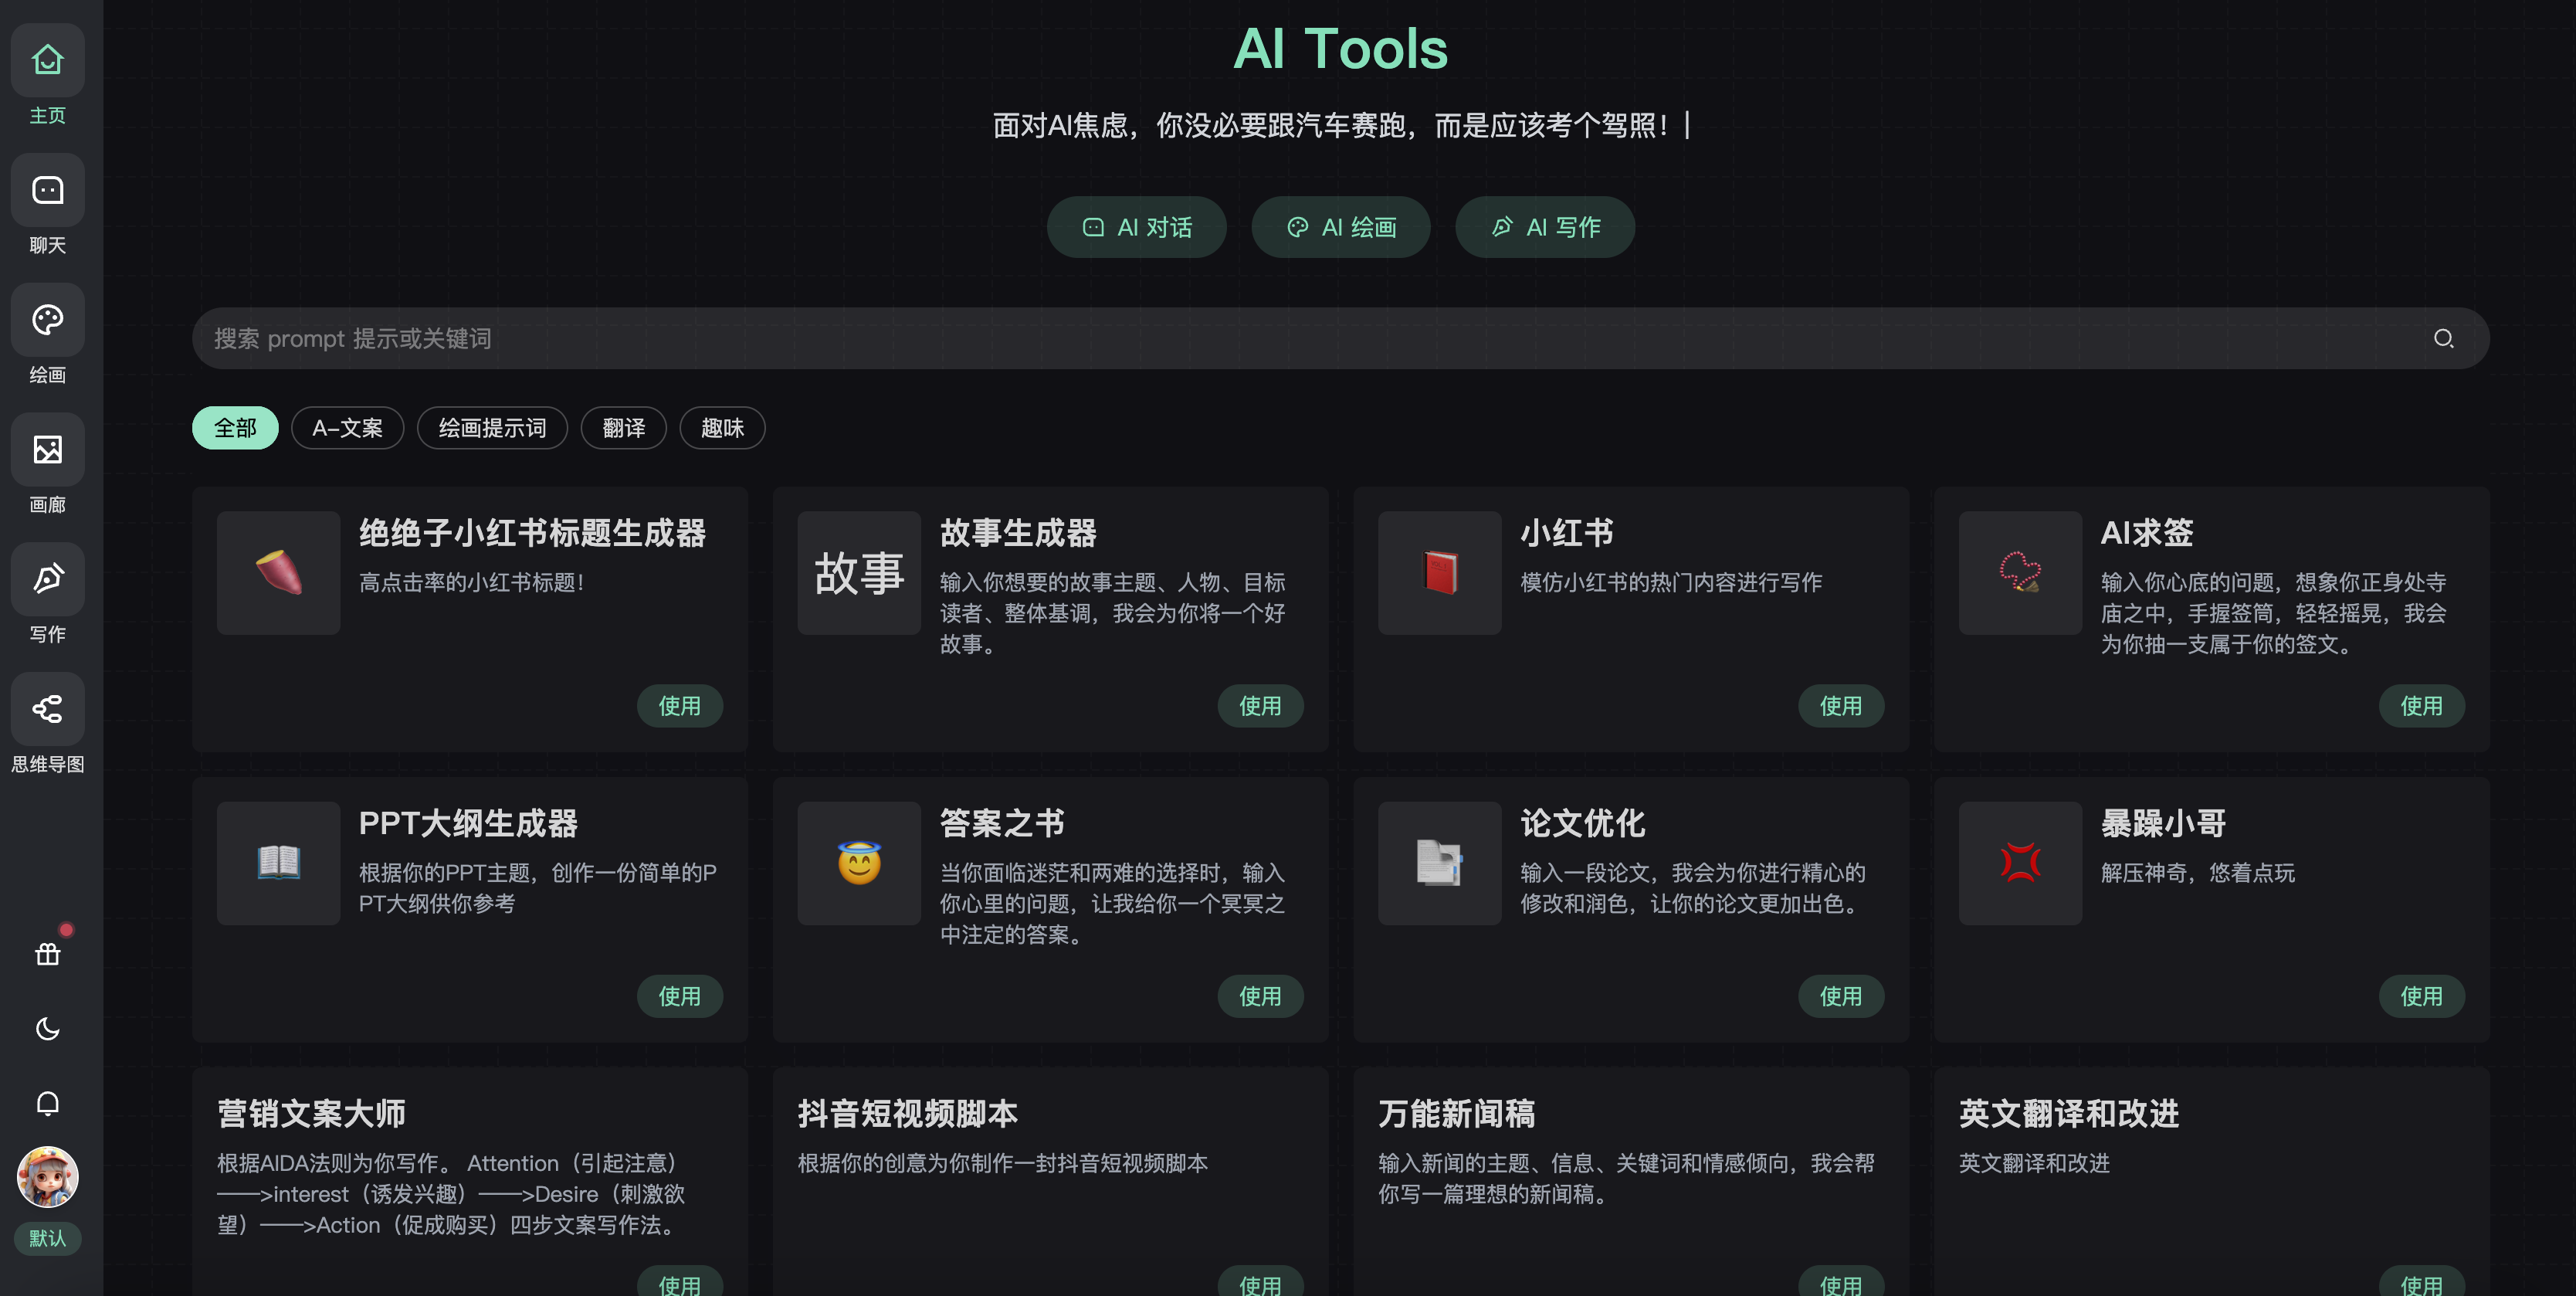 AI Tools
面对AI焦虑，你没必要跟汽车赛跑，而是应该考个驾照！|
AI 对话
AI 绘画
AI 写作
搜索 prompt 提示或关键词
全部
A-文案
绘画提示词
翻译
趣味
主页
聊天
绘画
画廊
写作
思维导图
默认
绝绝子小红书标题生成器
高点击率的小红书标题！
使用
故事
故事生成器
输入你想要的故事主题、人物、目标
读者、整体基调，我会为你将一个好
故事。
使用
小红书
模仿小红书的热门内容进行写作
使用
AI求签
输入你心底的问题，想象你正身处寺
庙之中，手握签筒，轻轻摇晃，我会
为你抽一支属于你的签文。
使用
PPT大纲生成器
根据你的PPT主题，创作一份简单的P
PT大纲供你参考
使用
答案之书
当你面临迷茫和两难的选择时，输入
你心里的问题，让我给你一个冥冥之
中注定的答案。
使用
论文优化
输入一段论文，我会为你进行精心的
修改和润色，让你的论文更加出色。
使用
暴躁小哥
解压神奇，悠着点玩
使用
营销文案大师
根据AIDA法则为你写作。 Attention（引起注意）
——>interest（诱发兴趣）——>Desire（刺激欲
望）——>Action（促成购买）四步文案写作法。
使用
抖音短视频脚本
根据你的创意为你制作一封抖音短视频脚本
使用
万能新闻稿
输入新闻的主题、信息、关键词和情感倾向，我会帮
你写一篇理想的新闻稿。
使用
英文翻译和改进
英文翻译和改进
使用